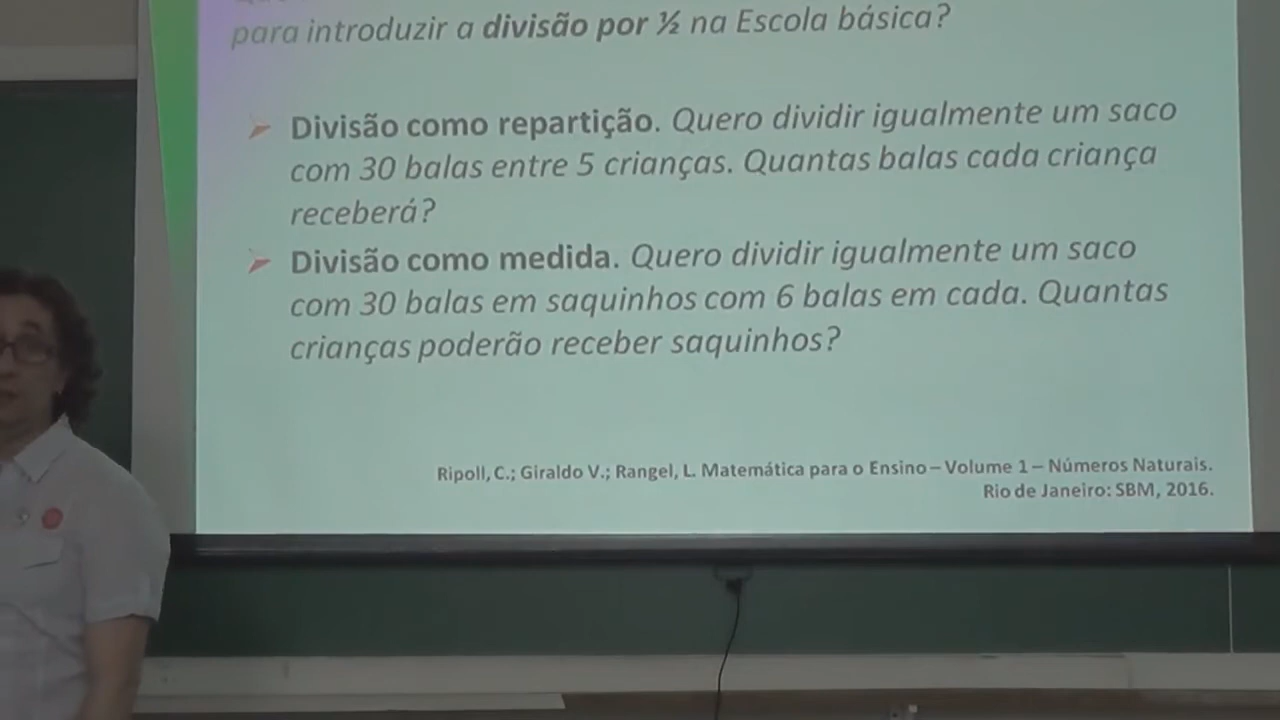 para introduzir a divisão por ½ na Escola básica?
➢ Divisão como repartição. Quero dividir igualmente um saco
com 30 balas entre 5 crianças. Quantas balas cada criança
receberá?
➢ Divisão como medida. Quero dividir igualmente um saco
com 30 balas em saquinhos com 6 balas em cada. Quantas
crianças poderão receber saquinhos?
Ripoll, C.; Giraldo V.; Rangel, L. Matemática para o Ensino – Volume 1 – Números Naturais.
Rio de Janeiro: SBM, 2016.